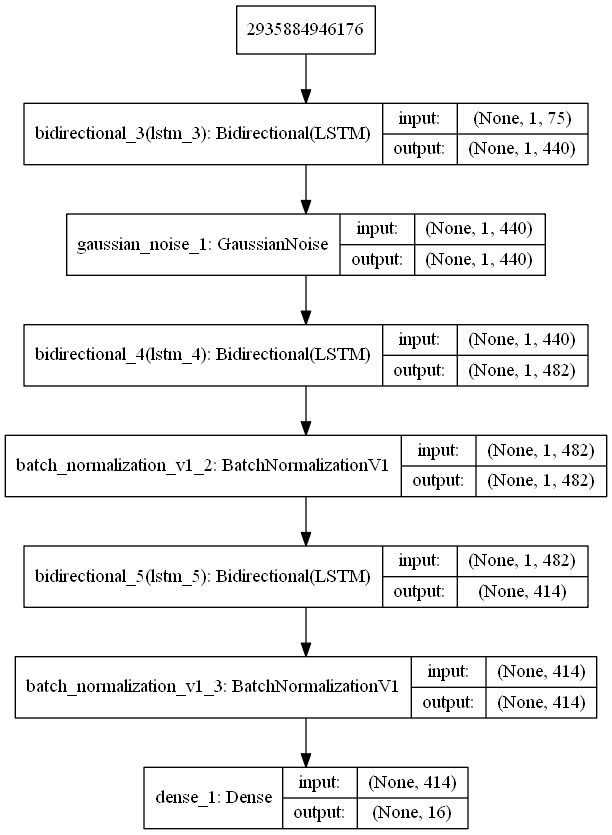 2935884946176
bidirectional_3(lstm_3): Bidirectional(LSTM)
input: (None, 1, 75)
output: (None, 1, 440)
gaussian_noise_1: GaussianNoise
input: (None, 1, 440)
output: (None, 1, 440)
bidirectional_4(lstm_4): Bidirectional(LSTM)
input: (None, 1, 440)
output: (None, 1, 482)
batch_normalization_v1_2: BatchNormalizationV1
input: (None, 1, 482)
output: (None, 1, 482)
bidirectional_5(lstm_5): Bidirectional(LSTM)
input: (None, 1, 482)
output: (None, 414)
batch_normalization_v1_3: BatchNormalizationV1
input: (None, 414)
output: (None, 414)
dense_1: Dense
input: (None, 414)
output: (None, 16)